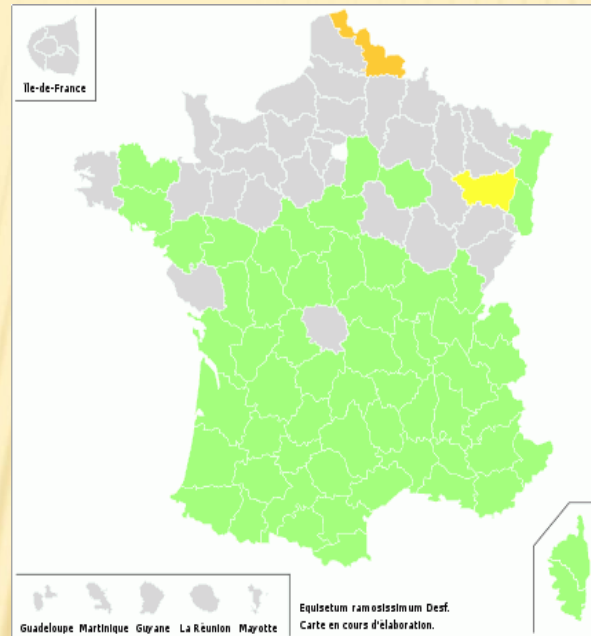 Île-de-France
Guadeloupe Martinique Guyane La Réunion Mayotte
Equisetum ramosissimum Desf.
Carte en cours d'élaboration.